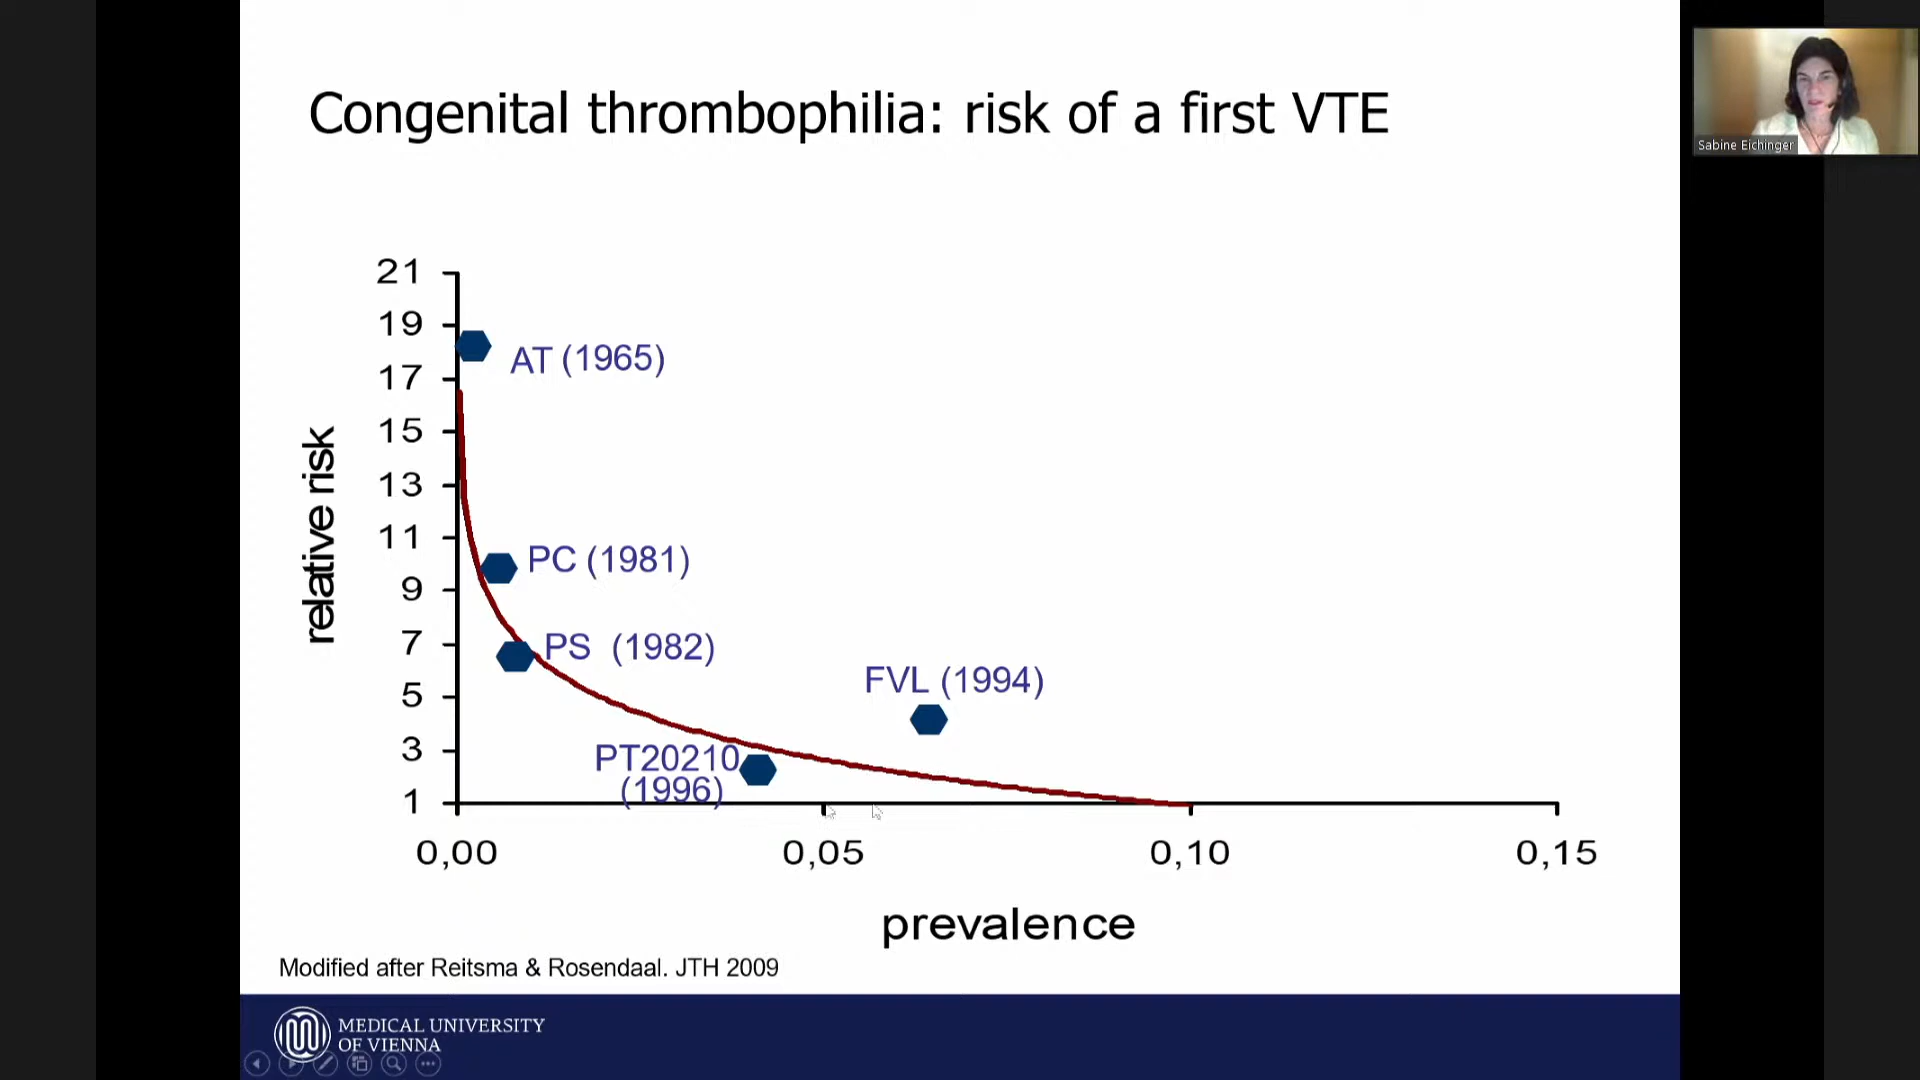 Congenital thrombophilia: risk of a first VTE
Sabine Eichinger
21
19
17
15
13
11
9
7
5
3
1
relative risk
AT (1965)
PC (1981)
PS (1982)
FVL (1994)
PT20210
(1996)
0,00
0,05
0,10
0,15
prevalence
Modified after Reitsma & Rosendaal. JTH 2009
MEDICAL UNIVERSITY
OF VIENNA